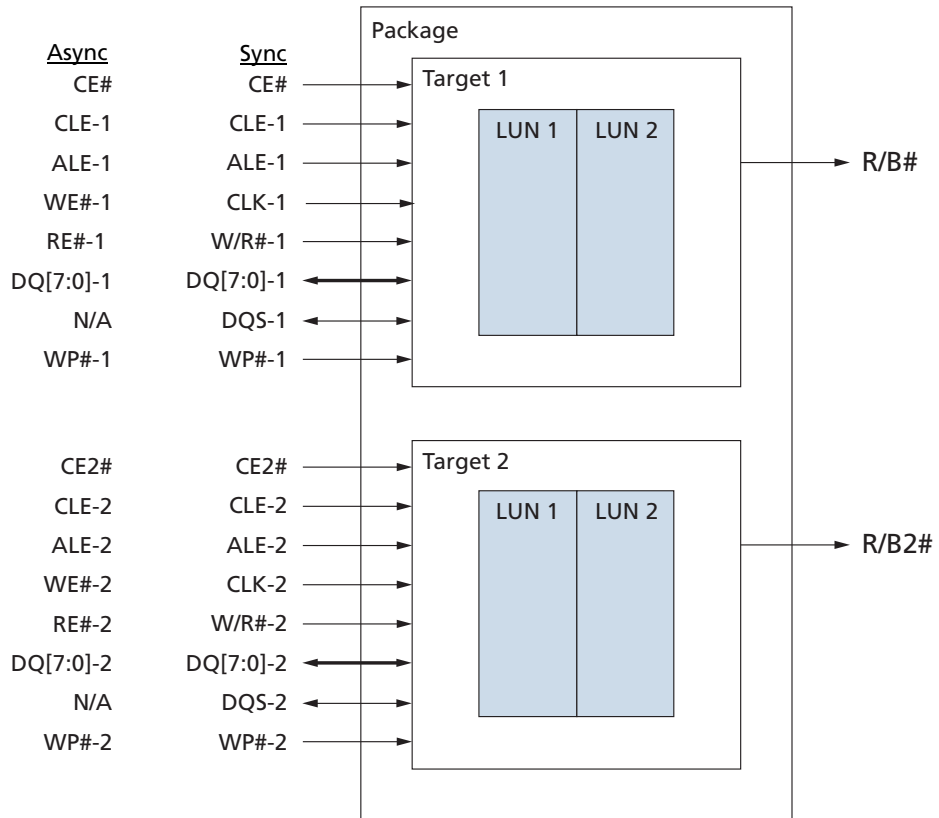 Package
Async Sync
Target 1
CE# CE#
CLE-1 CLE-1
LUN 1 LUN 2
ALE-1 ALE-1
R/B#
WE#-1 CLK-1
RE#-1 W/R#-1
DQ[7:0]-1 DQ[7:0]-1
N/A DQS-1
WP#-1 WP#-1
Target 2
CE2# CE2#
CLE-2 CLE-2
LUN 1 LUN 2
ALE-2 ALE-2
R/B2#
WE#-2 CLK-2
RE#-2 W/R#-2
DQ[7:0]-2 DQ[7:0]-2
N/A DQS-2
WP#-2 WP#-2